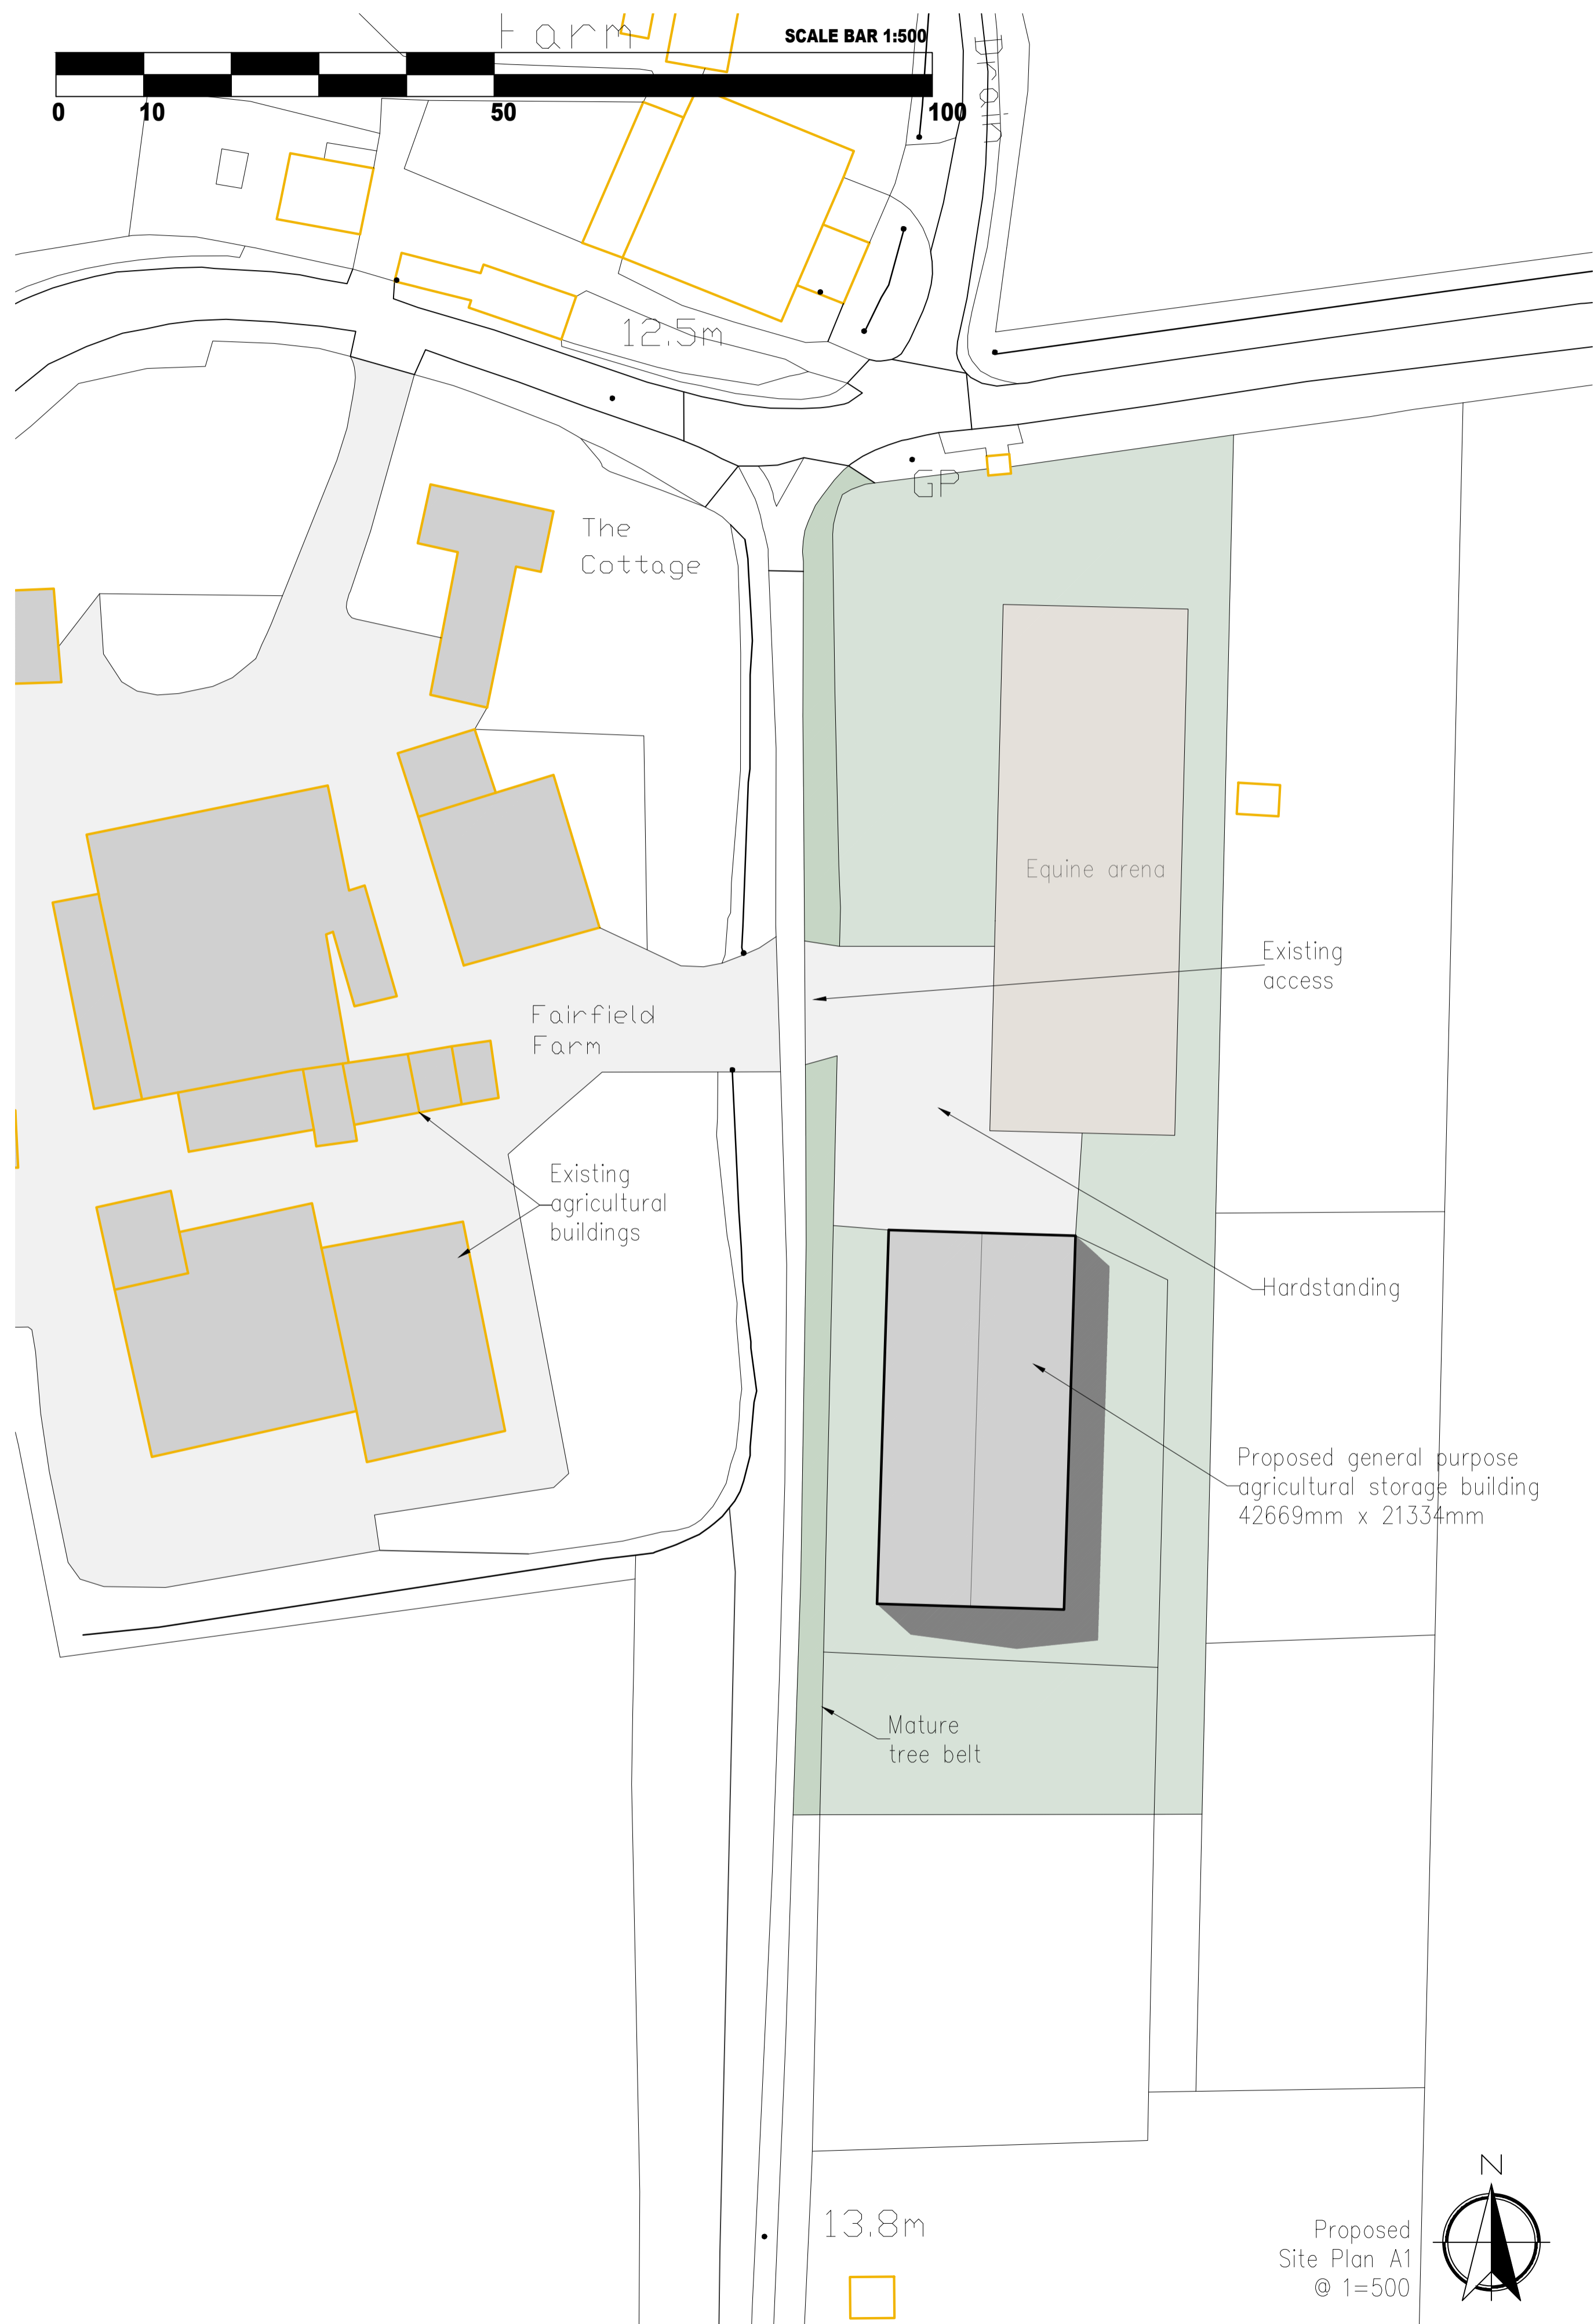 Farm
SCALE BAR 1:500
0 10 50 100
12.5m
GP
The
Cottage
Equine arena
Existing
access
Fairfield
Farm
Existing
agricultural
buildings
Hardstanding
Proposed general purpose
agricultural storage building
42669mm x 21334mm
Mature
tree belt
13.8m
N
Proposed
Site Plan A1
@ 1=500